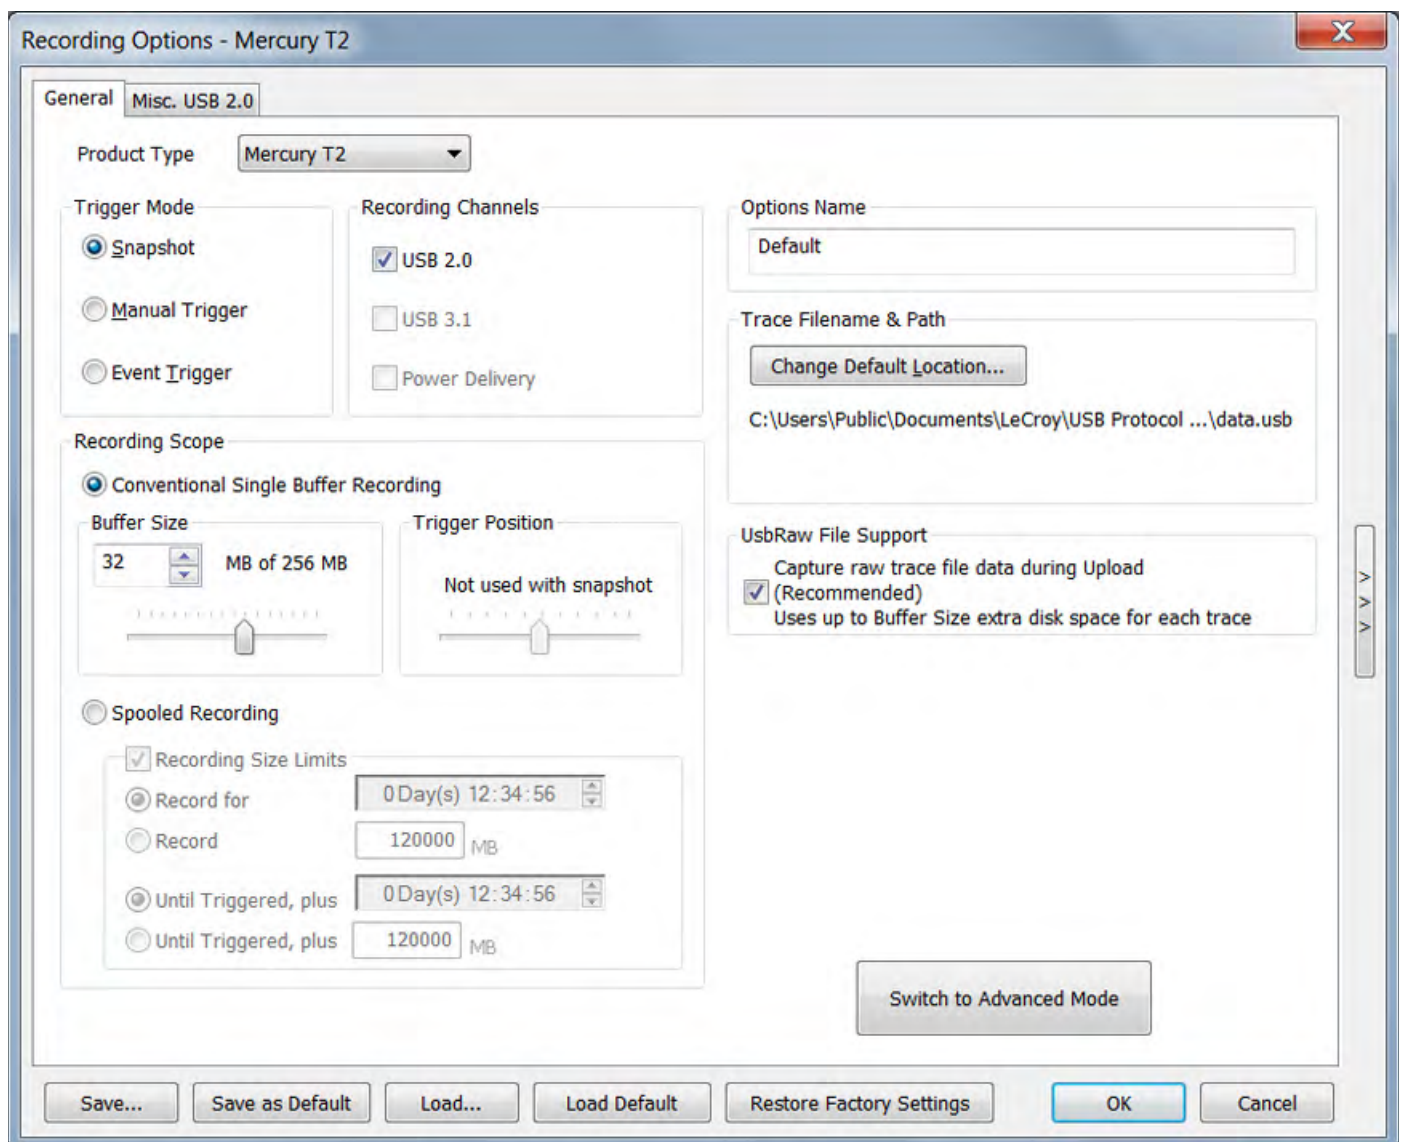 Recording Options - Mercury T2
X
General
Misc. USB 2.0
Product Type
Mercury T2
Trigger Mode
Snapshot
Manual Trigger
Event Trigger
Recording Channels
USB 2.0
USB 3.1
Power Delivery
Recording Scope
Conventional Single Buffer Recording
Buffer Size
32
MB of 256 MB
Trigger Position
Not used with snapshot
Spooled Recording
Recording Size Limits
Record for
0Day(s) 12:34:56
Record
120000 MB
Until Triggered, plus
0Day(s) 12:34:56
Until Triggered, plus
120000 MB
Options Name
Default
Trace Filename & Path
Change Default Location...
C:\Users\Public\Documents\LeCroy\USB Protocol ...\data.usb
UsbRaw File Support
Capture raw trace file data during Upload
(Recommended)
Uses up to Buffer Size extra disk space for each trace
>
>
>
Switch to Advanced Mode
Save...
Save as Default
Load...
Load Default
Restore Factory Settings
OK
Cancel